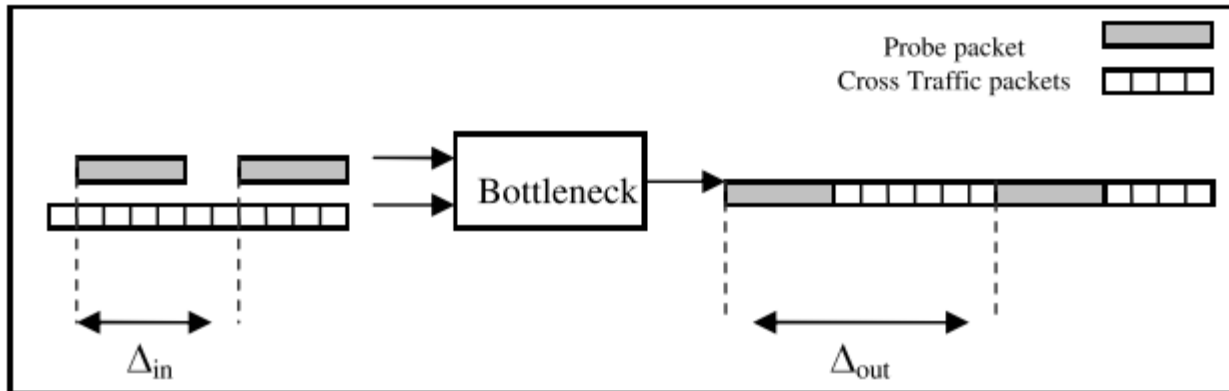 Probe packet
Cross Traffic packets
Bottleneck
Δin
Δout